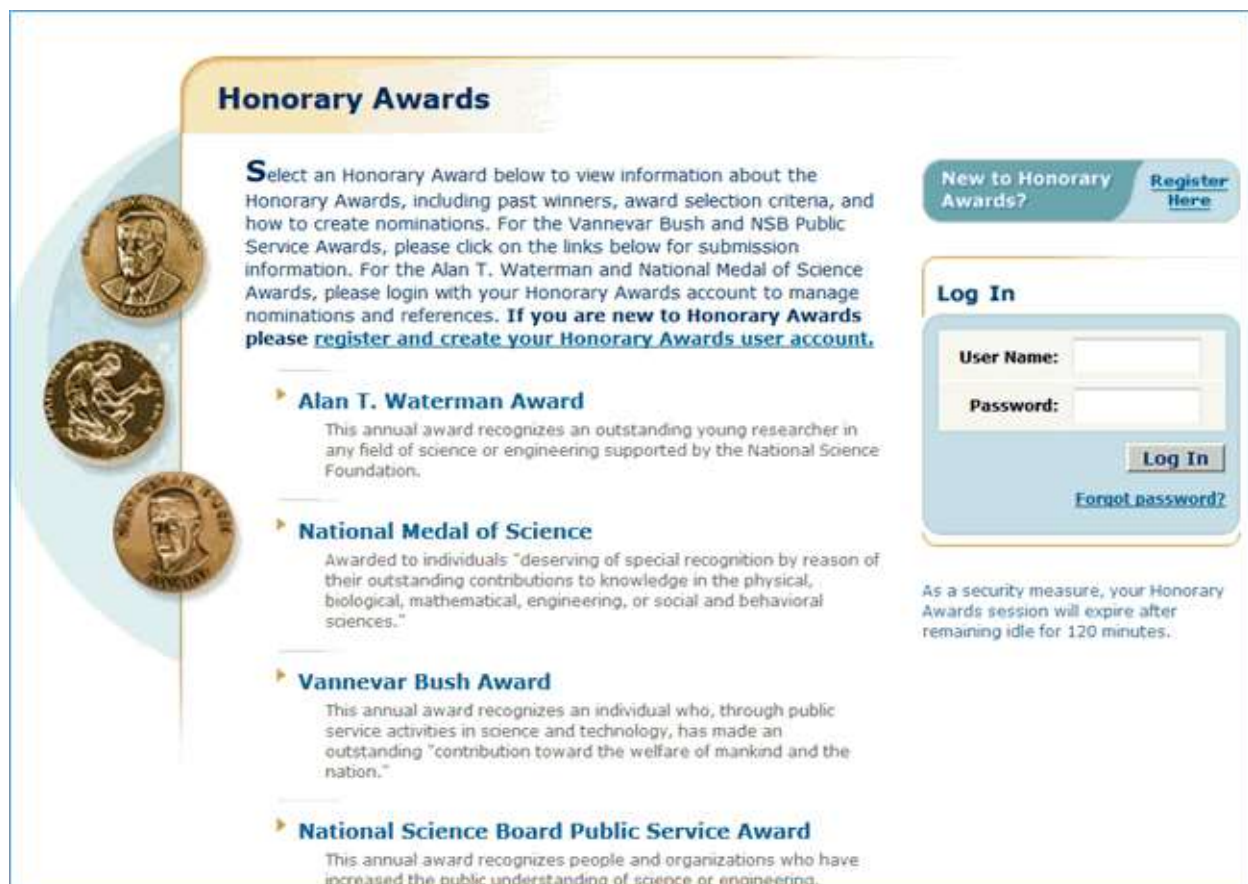 Honorary Awards
Select an Honorary Award below to view information about the
Honorary Awards, including past winners, award selection criteria, and
how to create nominations. For the Vannevar Bush and NSB Public
Service Awards, please click on the links below for submission
information. For the Alan T. Waterman and National Medal of Science
Awards, please login with your Honorary Awards account to manage
nominations and references. If you are new to Honorary Awards
please register and create your Honorary Awards user account.
Alan T. Waterman Award
This annual award recognizes an outstanding young researcher in
any field of science or engineering supported by the National Science
Foundation.
National Medal of Science
Awarded to individuals "deserving of special recognition by reason of
their outstanding contributions to knowledge in the physical,
biological, mathematical, engineering, or social and behavioral
sciences."
Vannevar Bush Award
This annual award recognizes an individual who, through public
service activities in science and technology, has made an
outstanding "contribution toward the welfare of mankind and the
nation."
National Science Board Public Service Award
This annual award recognizes people and organizations who have
increased the public understanding of science or engineering.
New to Honorary
Awards?
Register
Here
Log In
User Name:
Password:
Log In
Forgot password?
As a security measure, your Honorary
Awards session will expire after
remaining idle for 120 minutes.